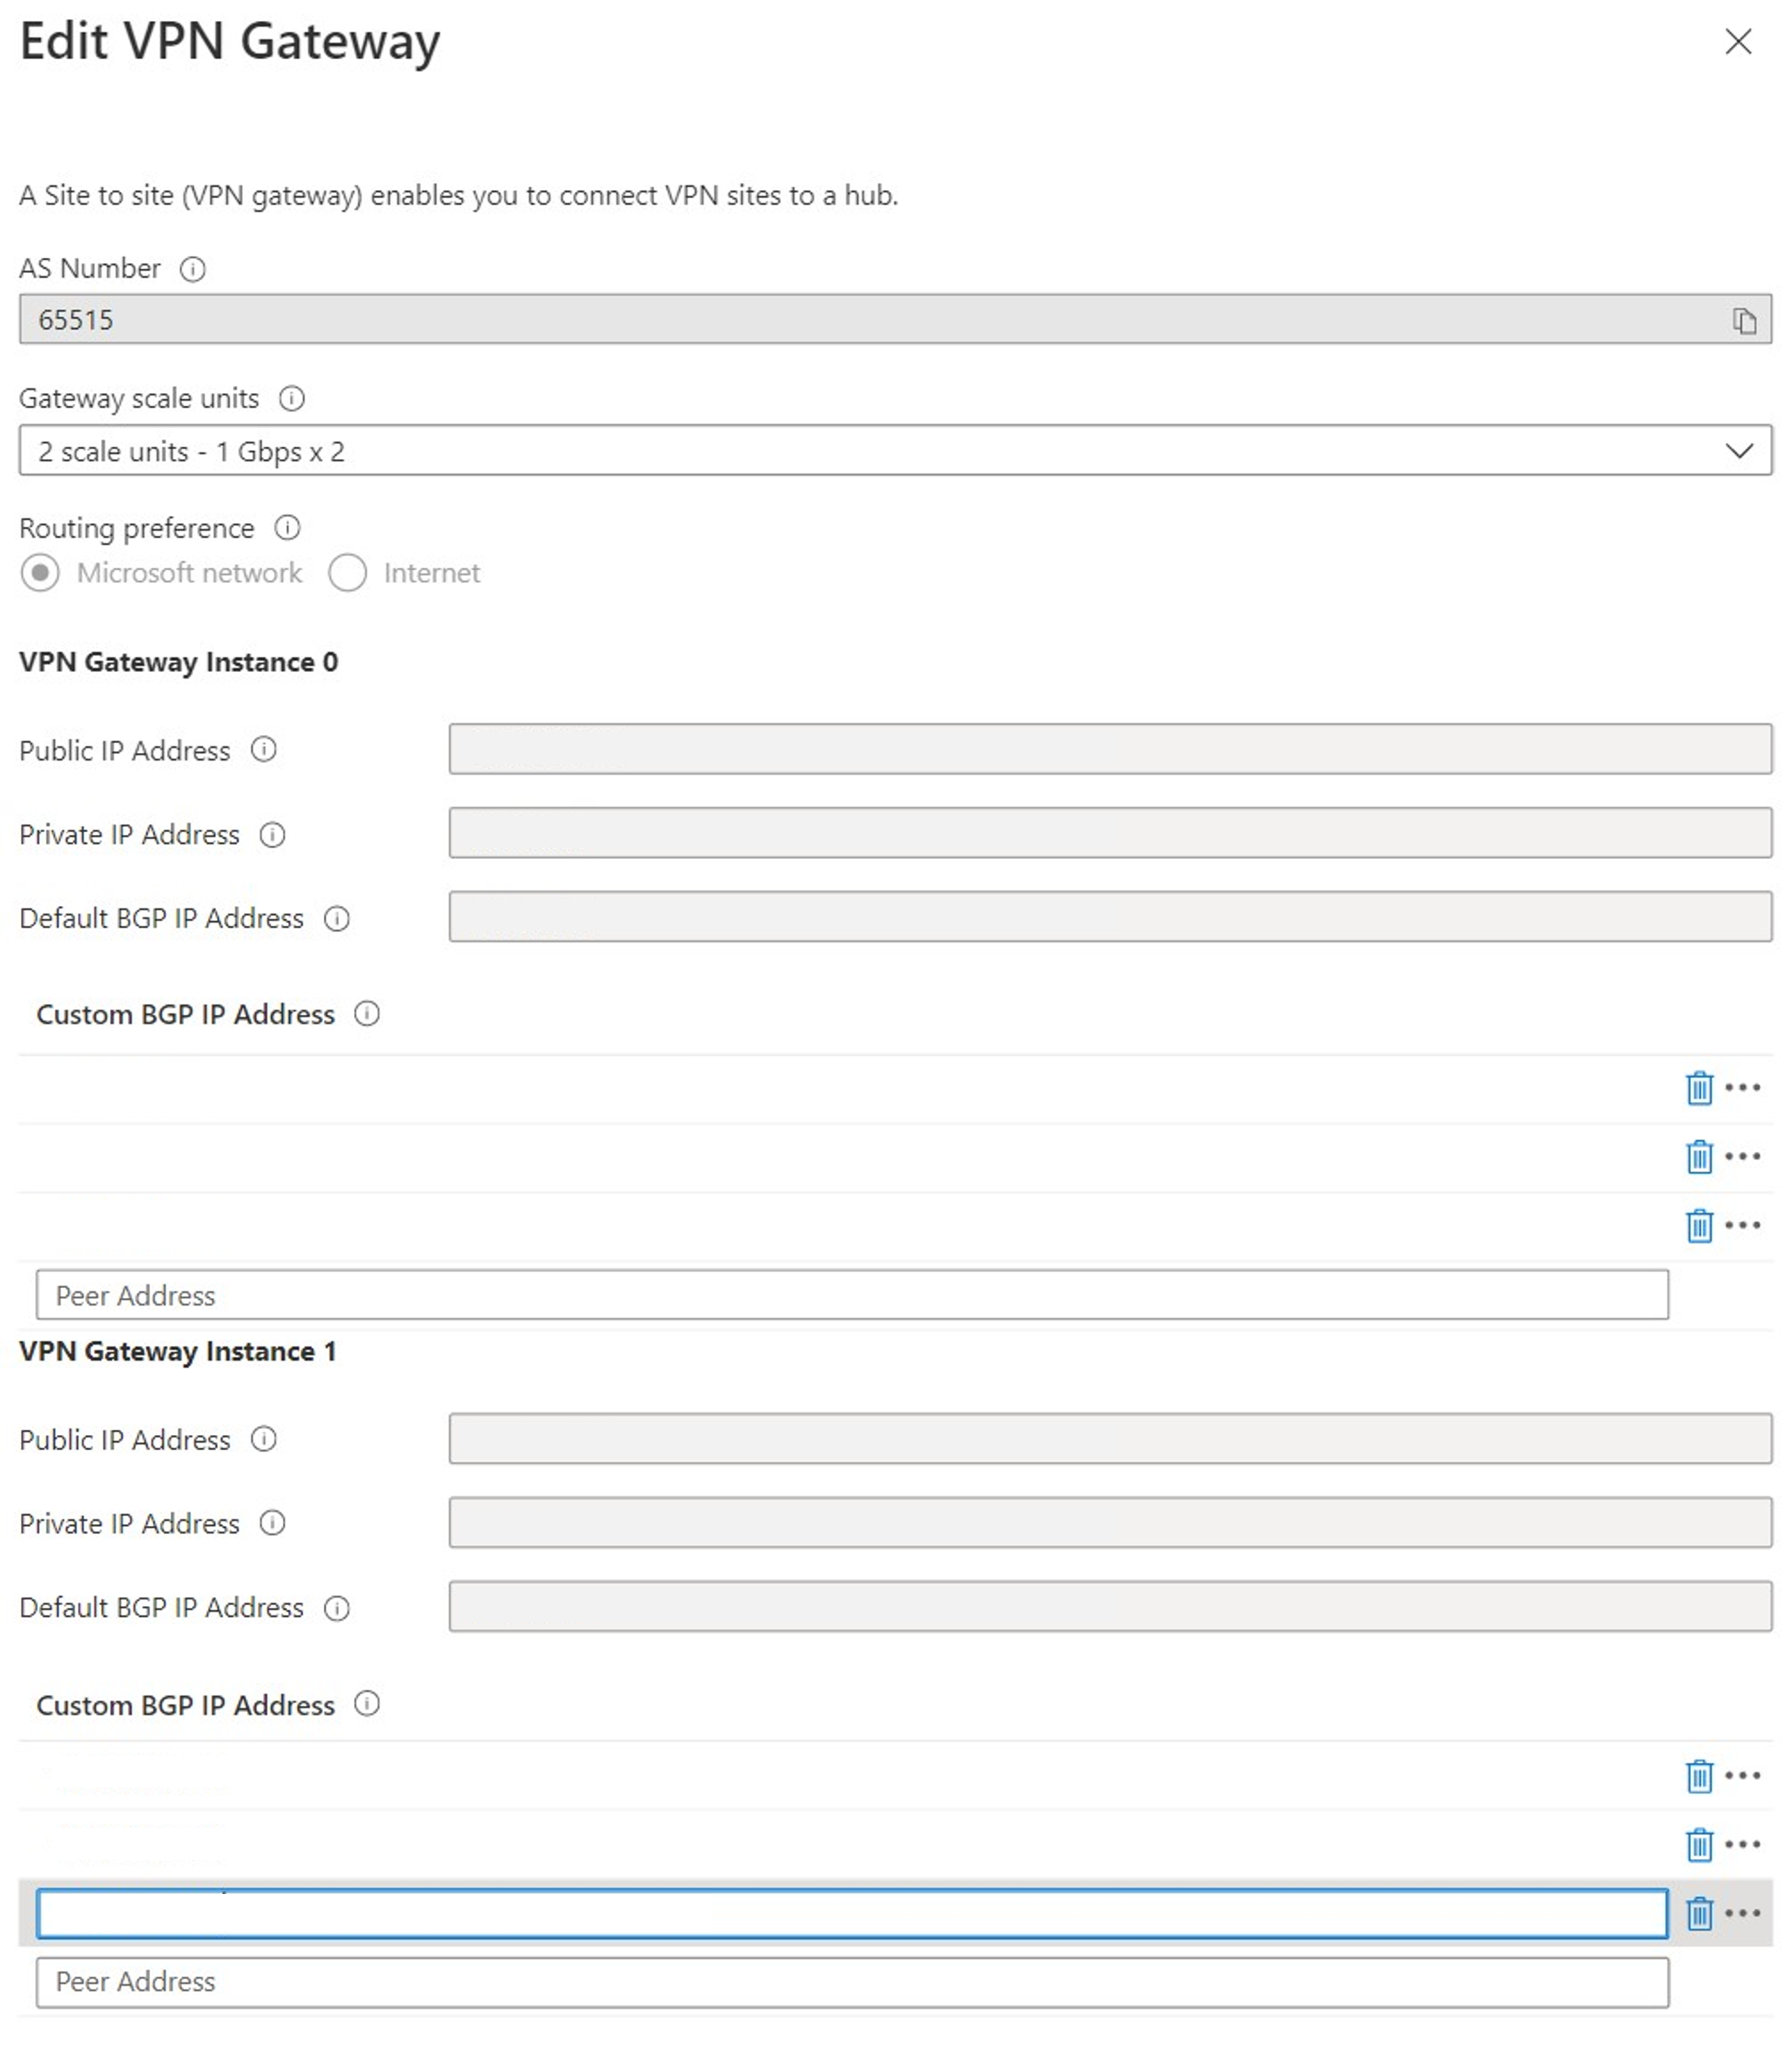 Edit VPN Gateway
A Site to site (VPN gateway) enables you to connect VPN sites to a hub.
AS Number
65515
Gateway scale units
2 scale units - 1 Gbps x 2
Routing preference
Microsoft network Internet
VPN Gateway Instance 0
Public IP Address
Private IP Address
Default BGP IP Address
Custom BGP IP Address
Peer Address
VPN Gateway Instance 1
Public IP Address
Private IP Address
Default BGP IP Address
Custom BGP IP Address
Peer Address